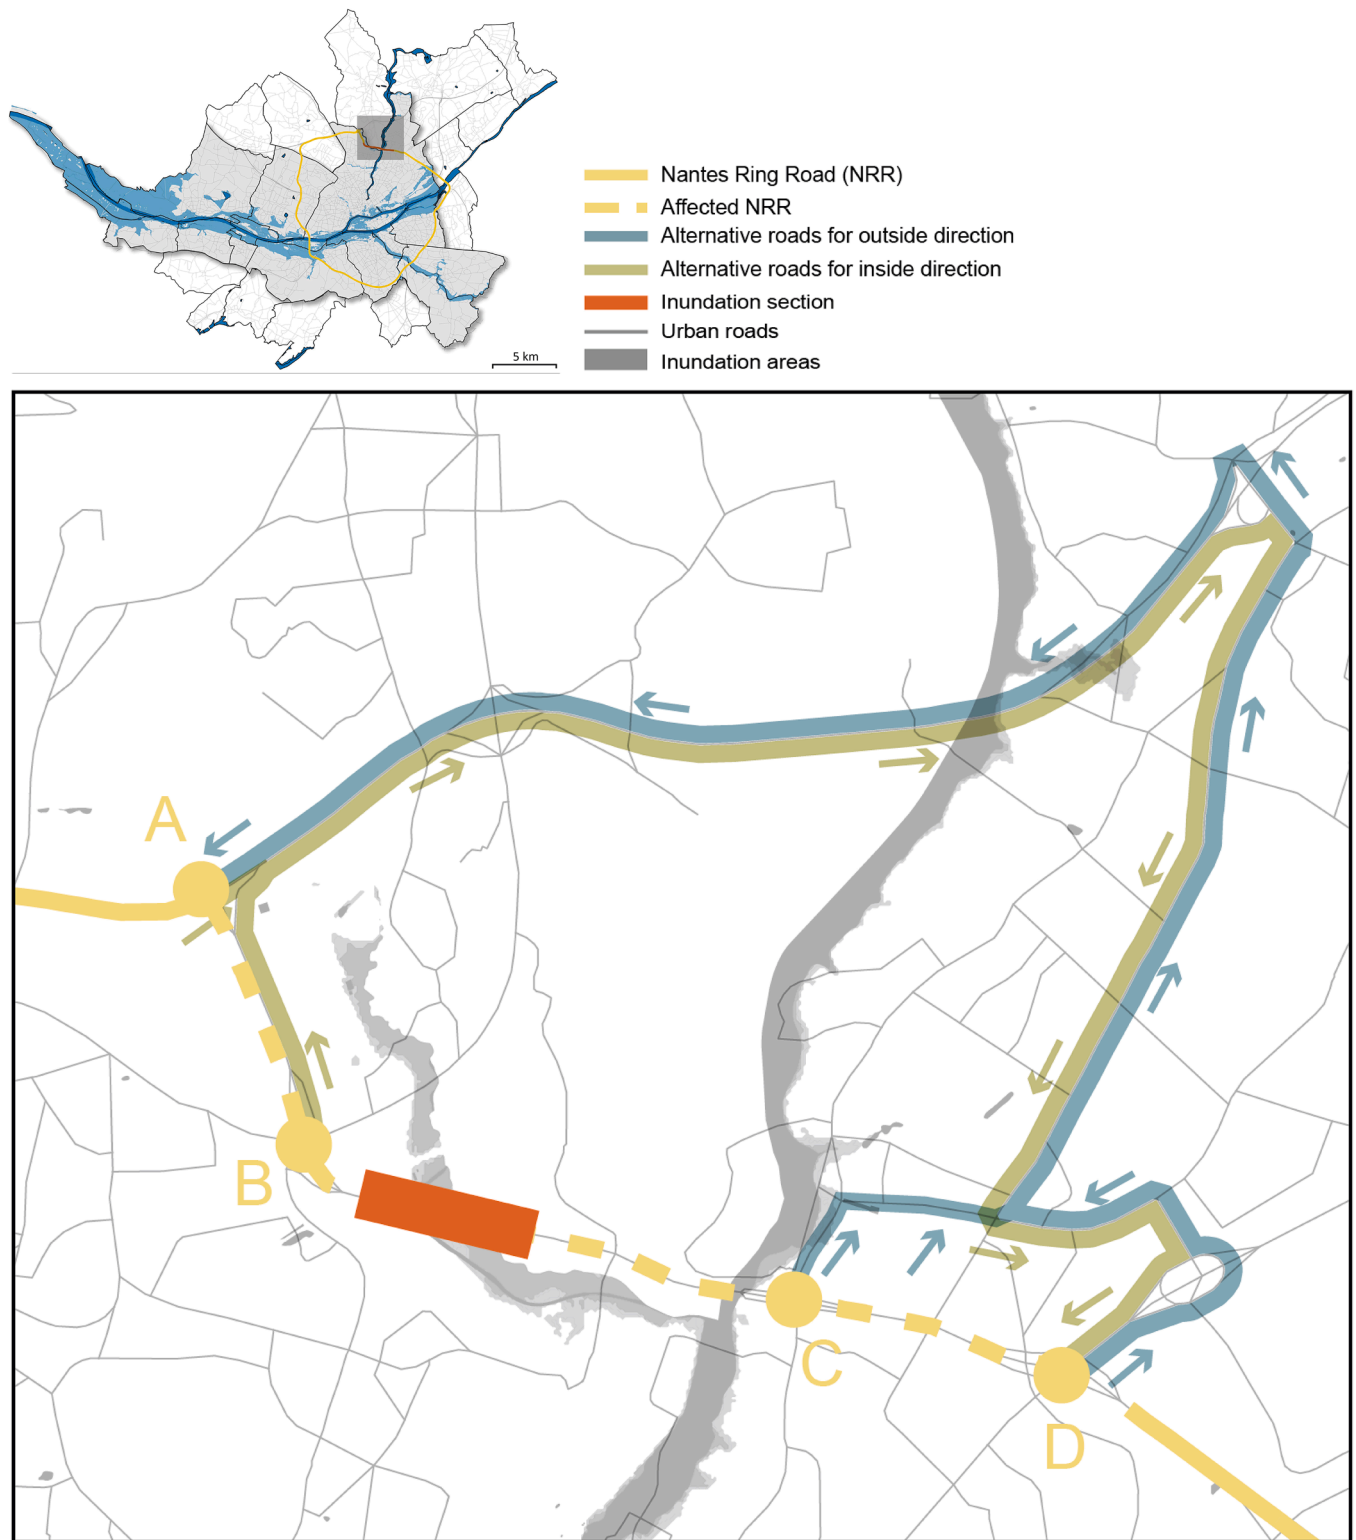 5 km
Nantes Ring Road (NRR)
Affected NRR
Alternative roads for outside direction
Alternative roads for inside direction
Inundation section
Urban roads
Inundation areas
A
B
C
D